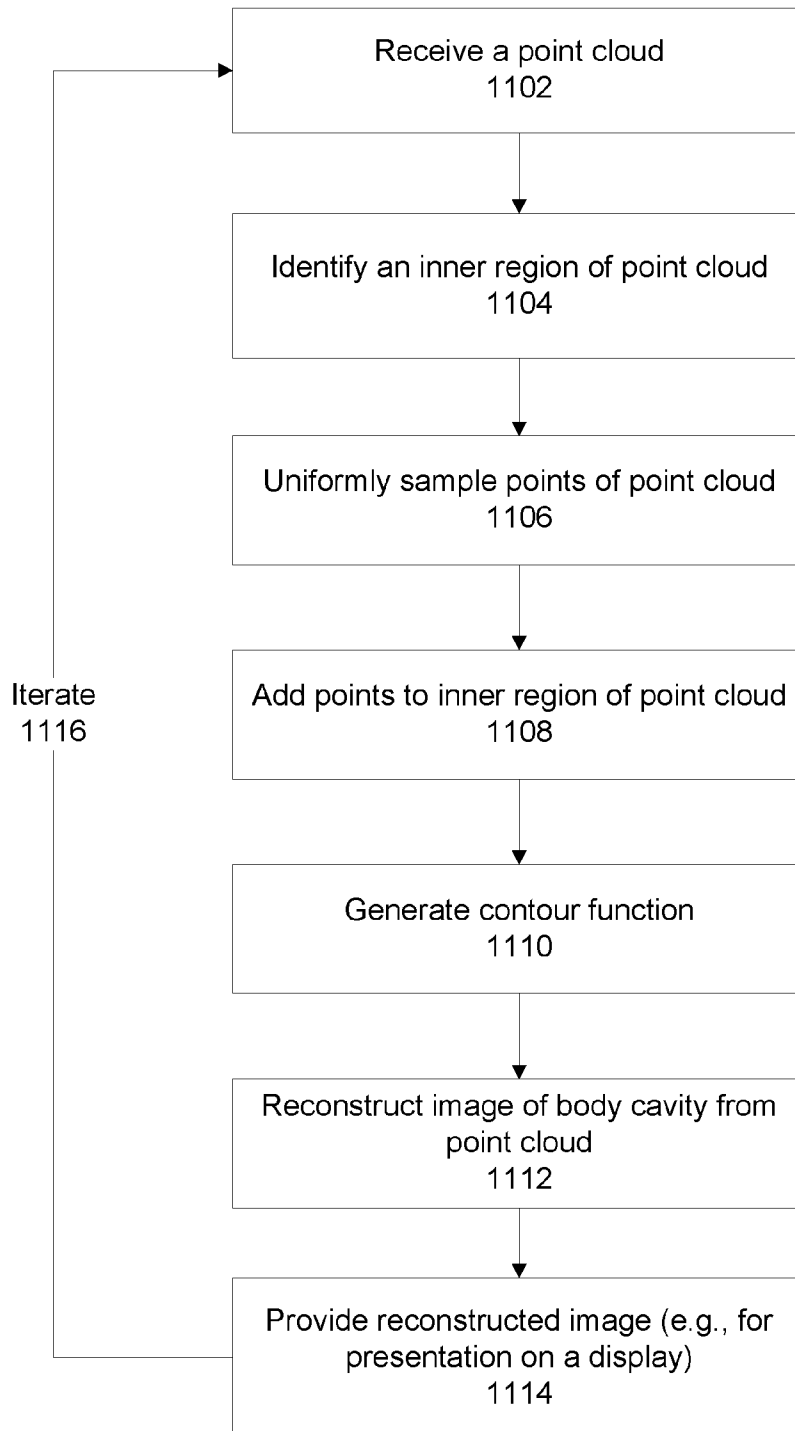 Receive a point cloud
1102
Identify an inner region of point cloud
1104
Uniformly sample points of point cloud
1106
Add points to inner region of point cloud
1108
Iterate
1116
Generate contour function
1110
Reconstruct image of body cavity from
point cloud
1112
Provide reconstructed image (e.g., for
presentation on a display)
1114